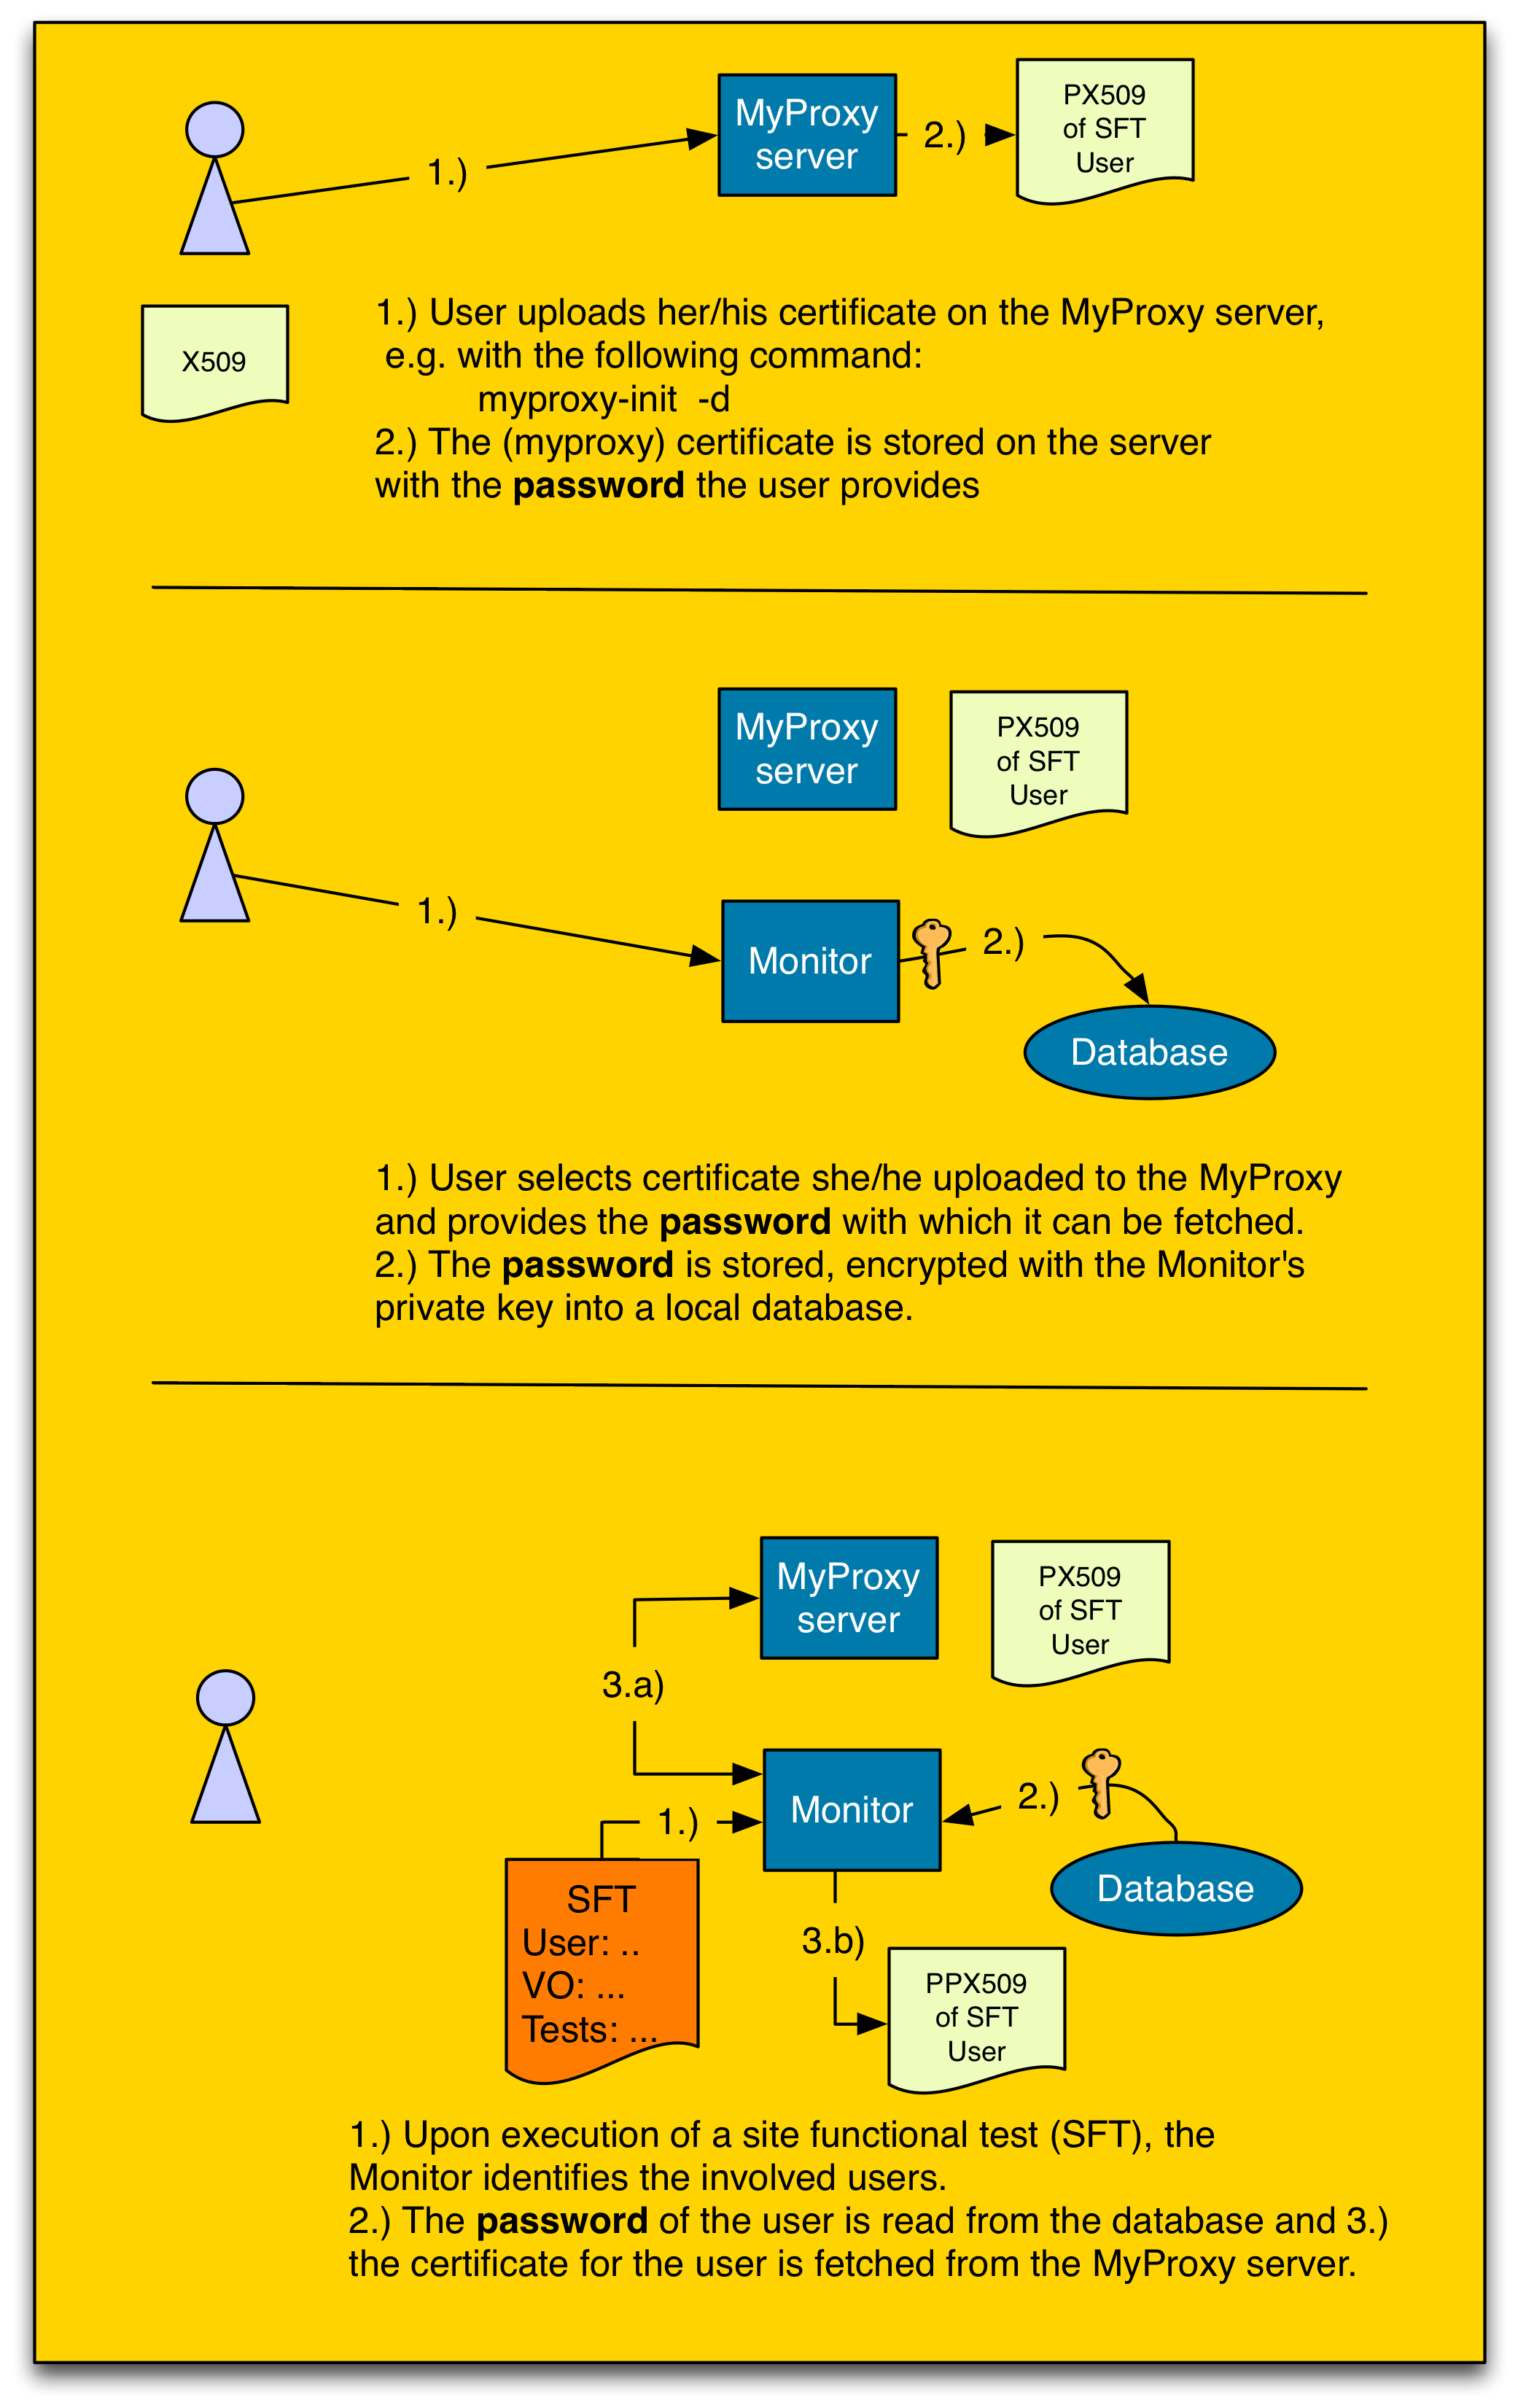 MyProxy
server
2.)
PX509
of SFT
User
1.)
X509
1.) User uploads her/his certificate on the MyProxy server,
e.g. with the following command:
myproxy-init -d
2.) The (myproxy) certificate is stored on the server
with the password the user provides
MyProxy
server
PX509
of SFT
User
1.)
Monitor
2.)
Database
1.) User selects certificate she/he uploaded to the MyProxy
and provides the password with which it can be fetched.
2.) The password is stored, encrypted with the Monitor's
private key into a local database.
MyProxy
server
PX509
of SFT
User
3.a)
Monitor
2.)
1.)
Database
SFT
User: ..
VO: ...
Tests: ...
3.b)
PPX509
of SFT
User
1.) Upon execution of a site functional test (SFT), the
Monitor identifies the involved users.
2.) The password of the user is read from the database and 3.)
the certificate for the user is fetched from the MyProxy server.